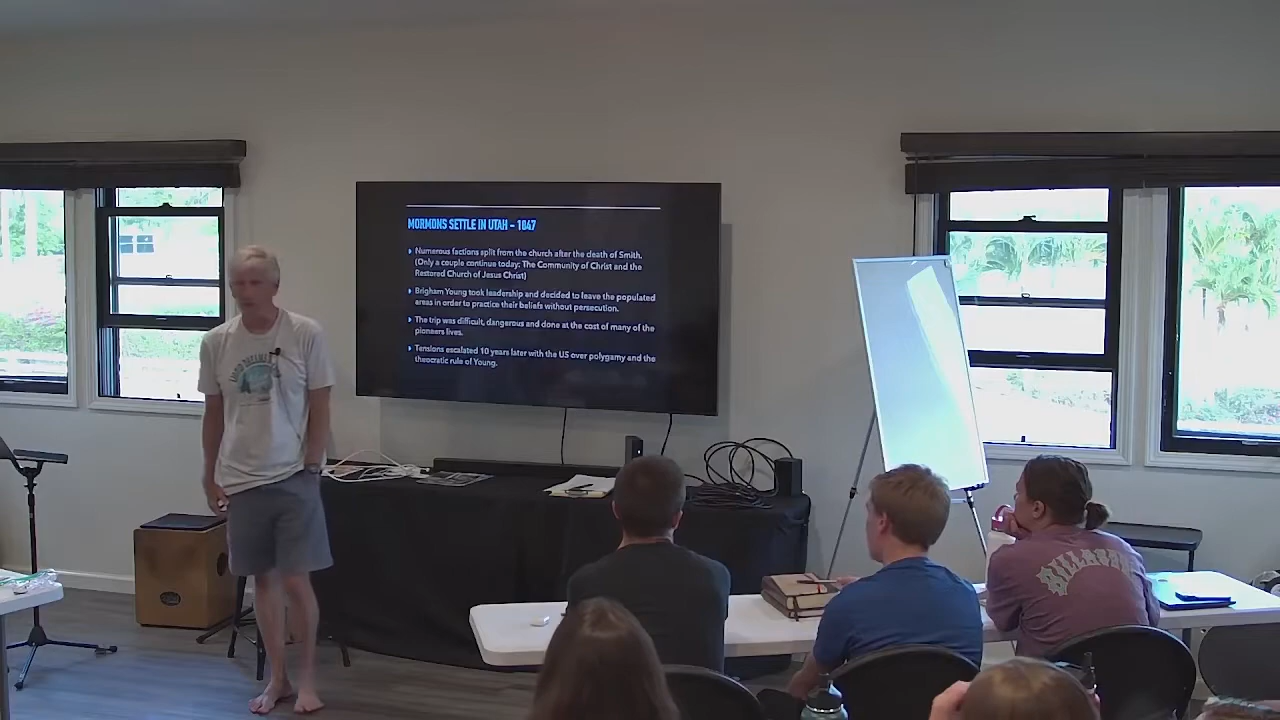 MORMONS SETTLE IN UTAH – 1847
Numerous factions split from the church after the death of Smith.
(Only a couple continue today: The Community of Christ and the
Restored Church of Jesus Christ)
Brigham Young took leadership and decided to leave the populated
areas in order to practice their beliefs without persecution.
The trip was difficult, dangerous and done at the cost of many of the
pioneers lives.
Tensions escalated 10 years later with the US over polygamy and the
theocratic rule of Young.
BILLABONG